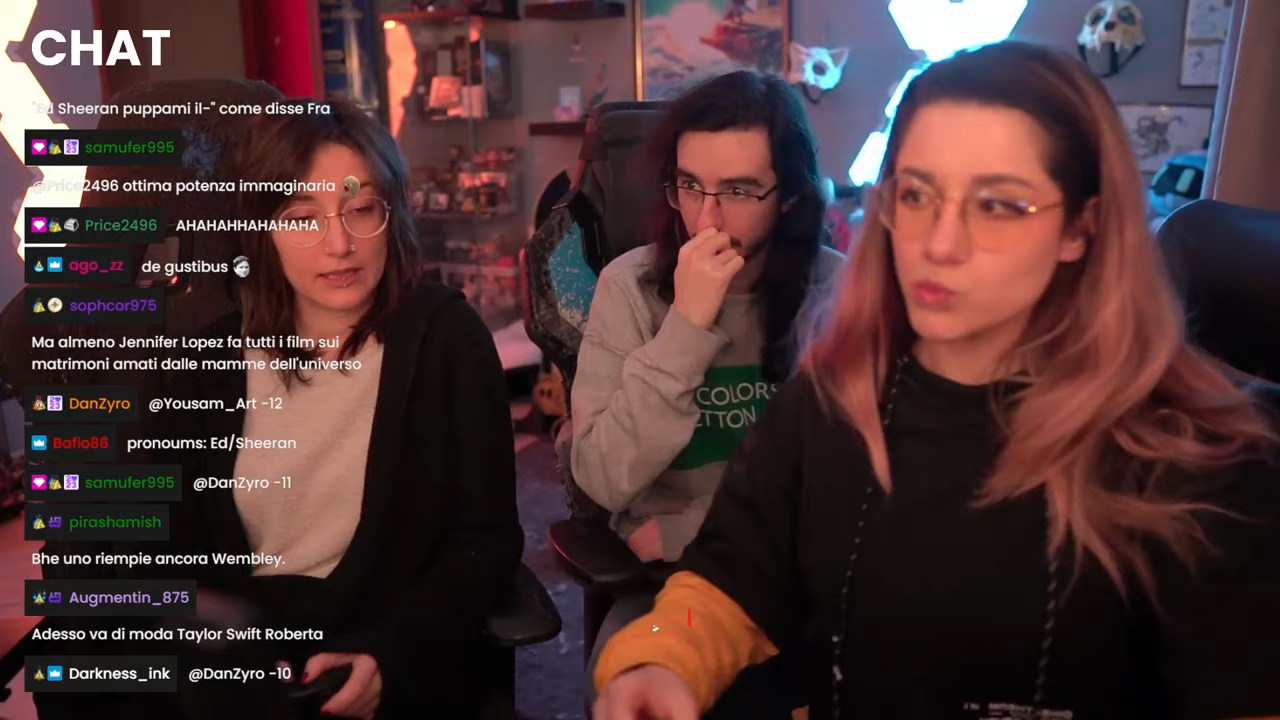 CHAT
"Ed Sheeran puppami il-" come disse Fra
samufer995
@Price2496 ottima potenza immaginaria
Price2496 AHAHAHHAHAHAHA
ago_zz de gustibus
sophcor975
Ma almeno Jennifer Lopez fa tutti i film sui
matrimoni amati dalle mamme dell'universo
DanZyro @Yousam_Art -12
Bafio86 pronoums: Ed/Sheeran
samufer995 @DanZyro -11
pirashamish
Bhe uno riempie ancora Wembley.
Augmentin_875
Adesso va di moda Taylor Swift Roberta
Darkness_ink @DanZyro -10
COLORS